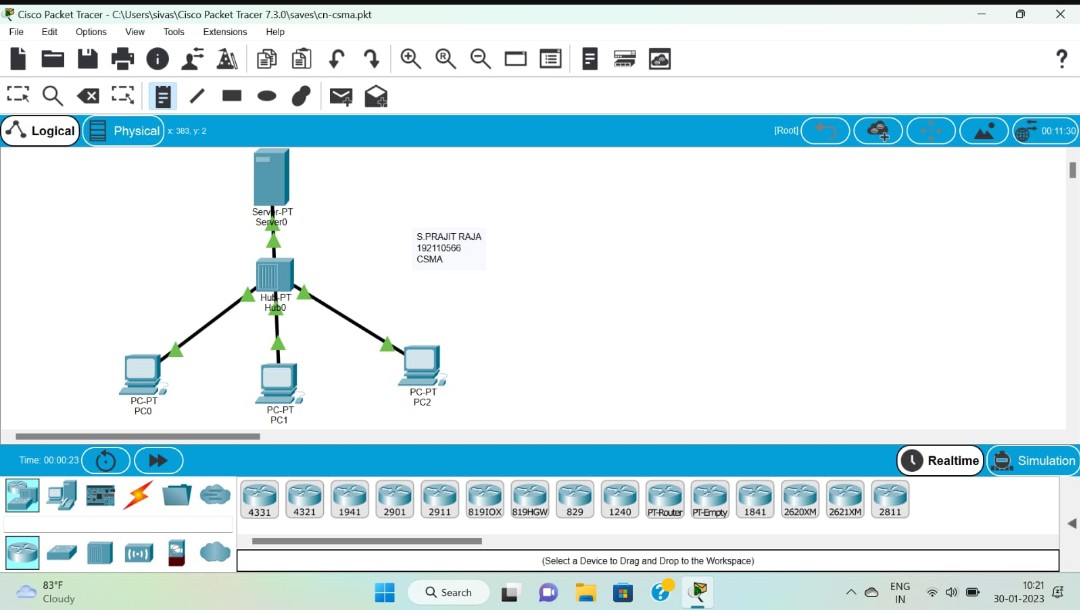 Cisco Packet Tracer - C:\Users\sivas\Cisco Packet Tracer 7.3.0\saves\cn-csma.pkt
File Edit Options View Tools Extensions Help
Logical Physical x: 383, y: 2 [Root] 00:11:30
Server-PT
Server0
S.PRAJIT RAJA
192110566
CSMA
Hub-PT
Hub0
PC-PT
PC0
PC-PT
PC1
PC-PT
PC2
Time: 00:00:23 Realtime Simulation
4331 4321 1941 2901 2911 819IOX 819HGW 829 1240 PT-Router PT-Empty 1841 2620XM 2621XM 2811
(Select a Device to Drag and Drop to the Workspace)
83°F
Cloudy
Search
ENG
IN
10:21
30-01-2023